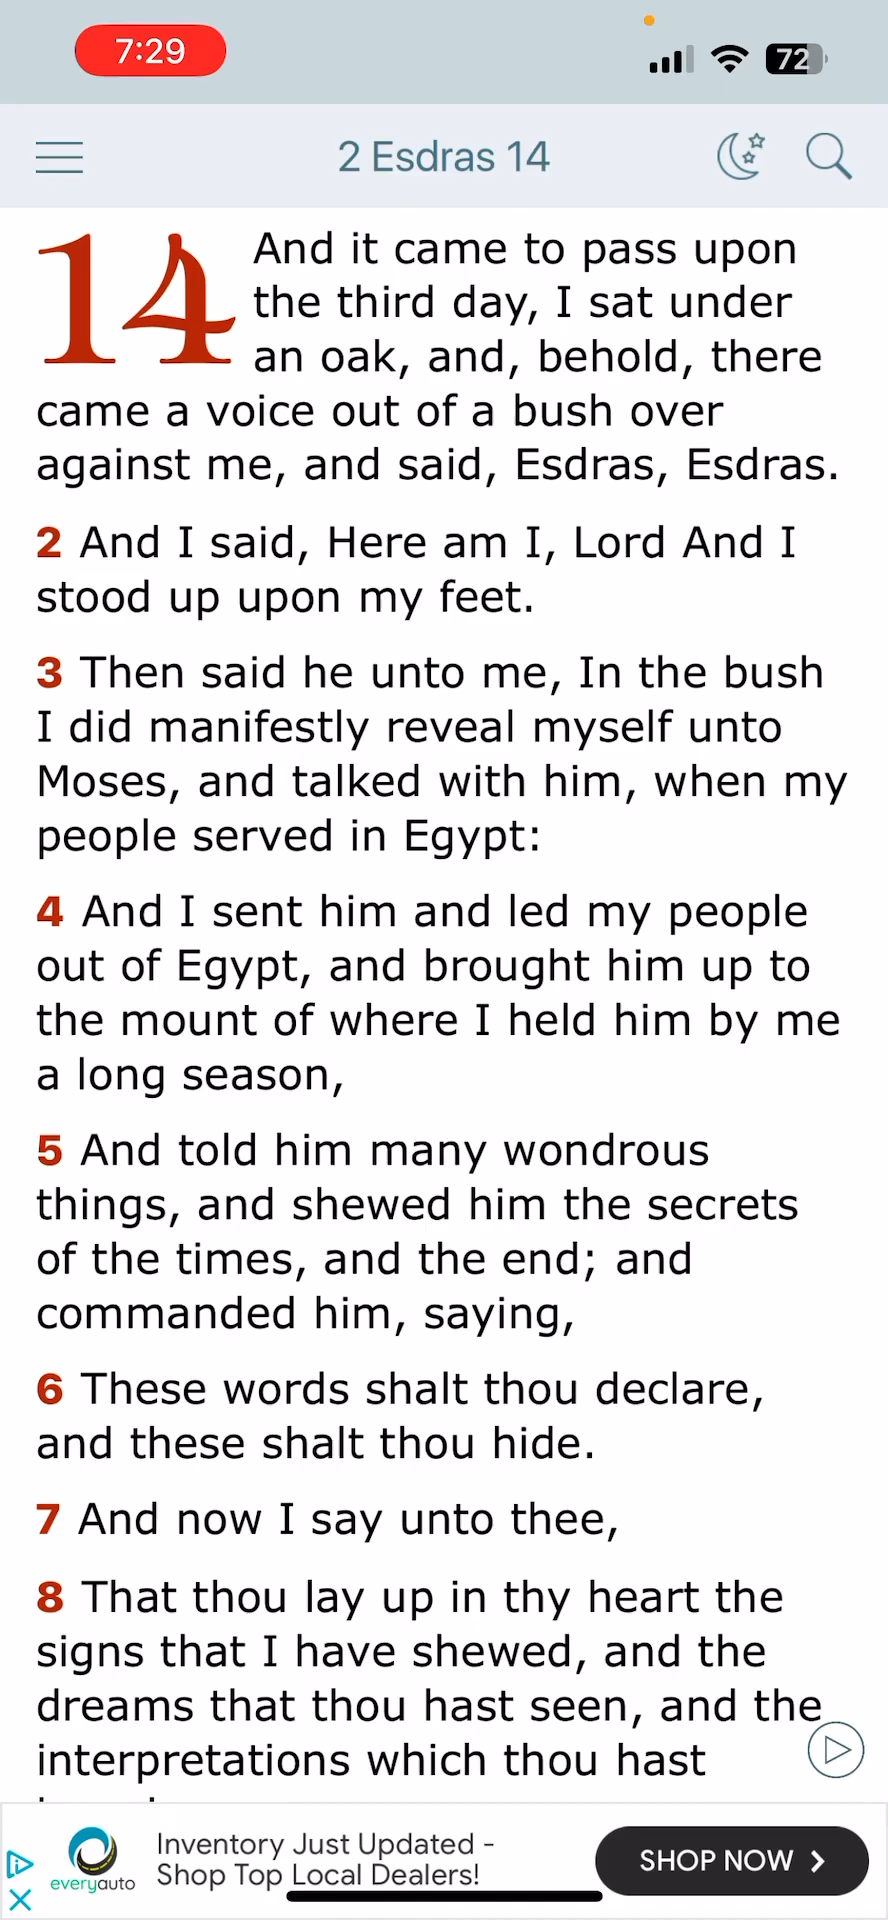 7:29
72
2 Esdras 14
14 And it came to pass upon
the third day, I sat under
an oak, and, behold, there
came a voice out of a bush over
against me, and said, Esdras, Esdras.
2 And I said, Here am I, Lord And I
stood up upon my feet.
3 Then said he unto me, In the bush
I did manifestly reveal myself unto
Moses, and talked with him, when my
people served in Egypt:
4 And I sent him and led my people
out of Egypt, and brought him up to
the mount of where I held him by me
a long season,
5 And told him many wondrous
things, and shewed him the secrets
of the times, and the end; and
commanded him, saying,
6 These words shalt thou declare,
and these shalt thou hide.
7 And now I say unto thee,
8 That thou lay up in thy heart the
signs that I have shewed, and the
dreams that thou hast seen, and the
interpretations which thou hast
everyauto
Inventory Just Updated -
Shop Top Local Dealers!
SHOP NOW